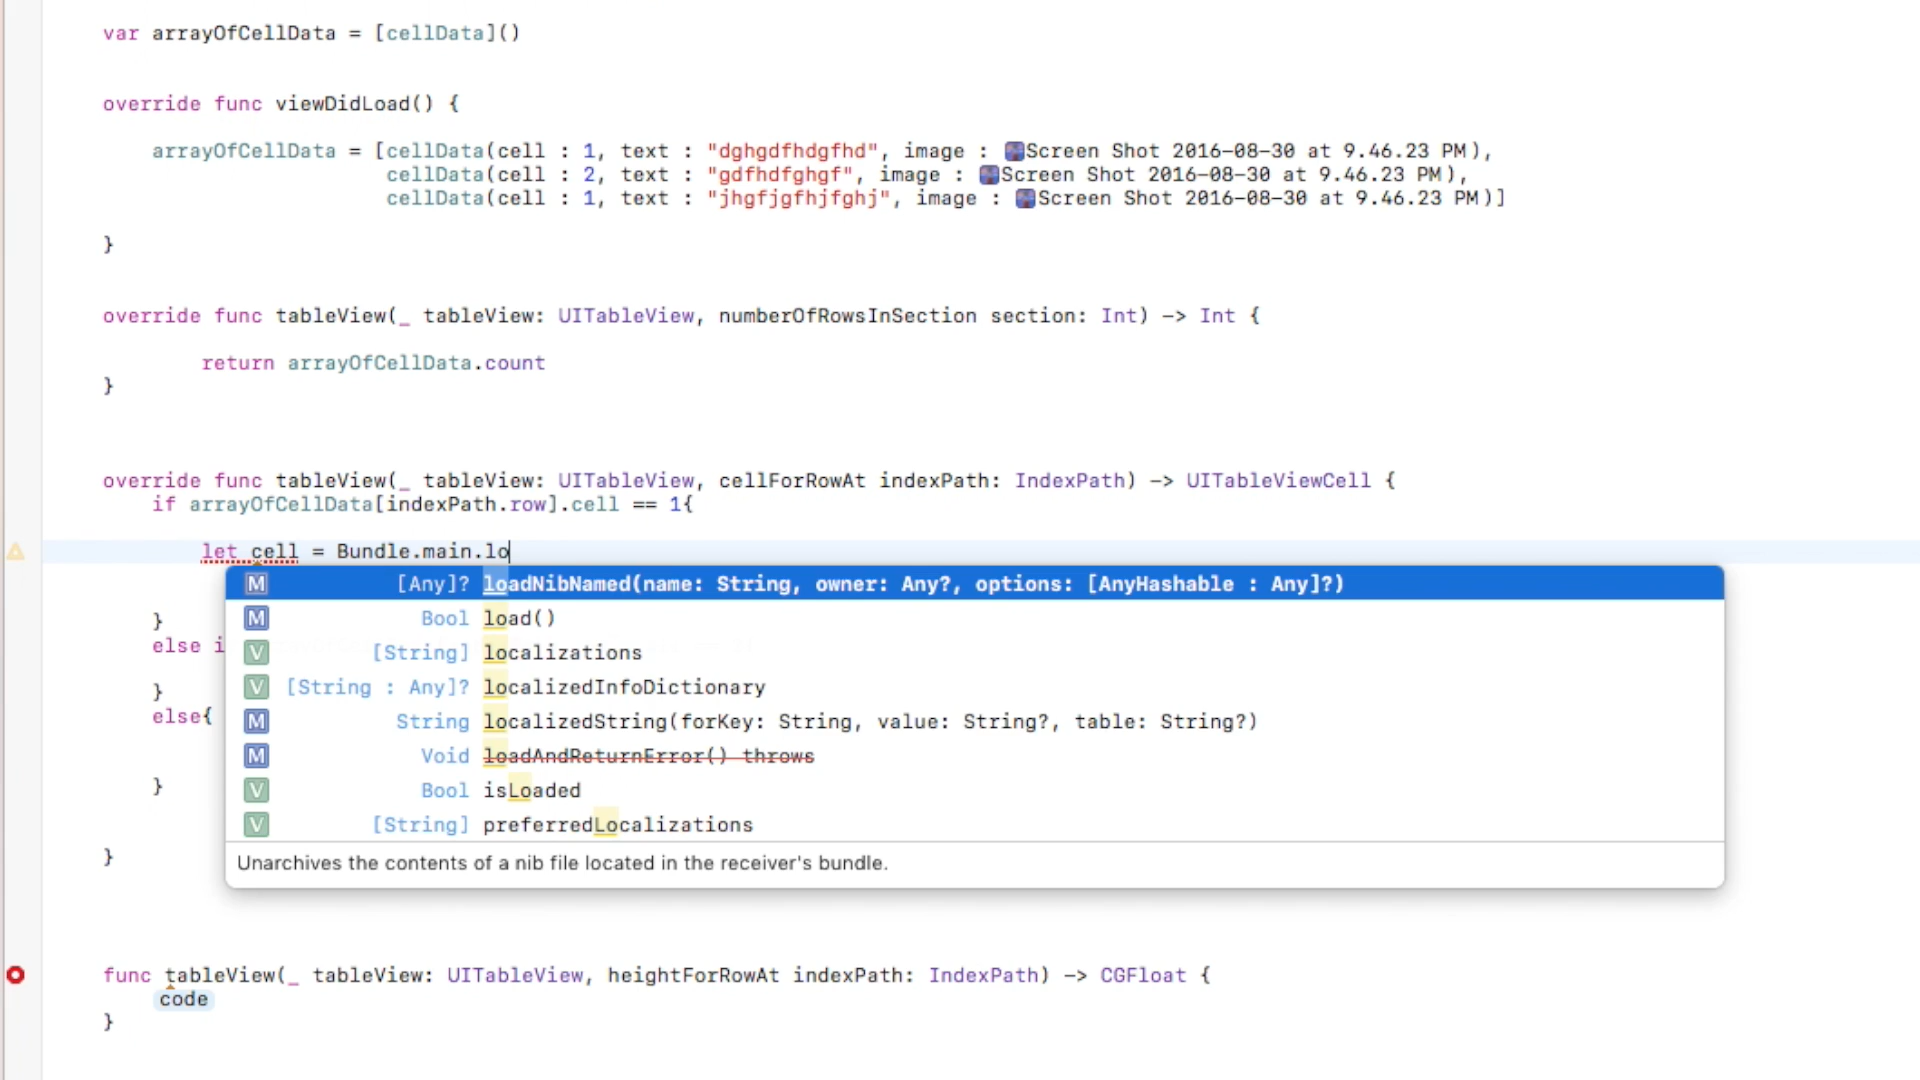 var arrayOfCellData = [cellData]()
override func viewDidLoad() {
arrayOfCellData = [cellData(cell : 1, text : "dghgdfhdgfhd", image : Screen Shot 2016-08-30 at 9.46.23 PM),
cellData(cell : 2, text : "gdfhdfghgf", image : Screen Shot 2016-08-30 at 9.46.23 PM),
cellData(cell : 1, text : "jhgfjgfhjfghj", image : Screen Shot 2016-08-30 at 9.46.23 PM)]
}
override func tableView(_ tableView: UITableView, numberOfRowsInSection section: Int) -> Int {
return arrayOfCellData.count
}
override func tableView(_ tableView: UITableView, cellForRowAt indexPath: IndexPath) -> UITableViewCell {
if arrayOfCellData[indexPath.row].cell == 1{
let cell = Bundle.main.lo
M [Any]? loadNibNamed(name: String, owner: Any?, options: [AnyHashable : Any]?)
M Bool load()
} 
V [String] localizations
else i
V [String : Any]? localizedInfoDictionary
}
M String localizedString(forKey: String, value: String?, table: String?)
else{
M Void loadAndReturnError() throws
V Bool isLoaded
}
V [String] preferredLocalizations
Unarchives the contents of a nib file located in the receiver's bundle.
}
func tableView(_ tableView: UITableView, heightForRowAt indexPath: IndexPath) -> CGFloat {
code
}